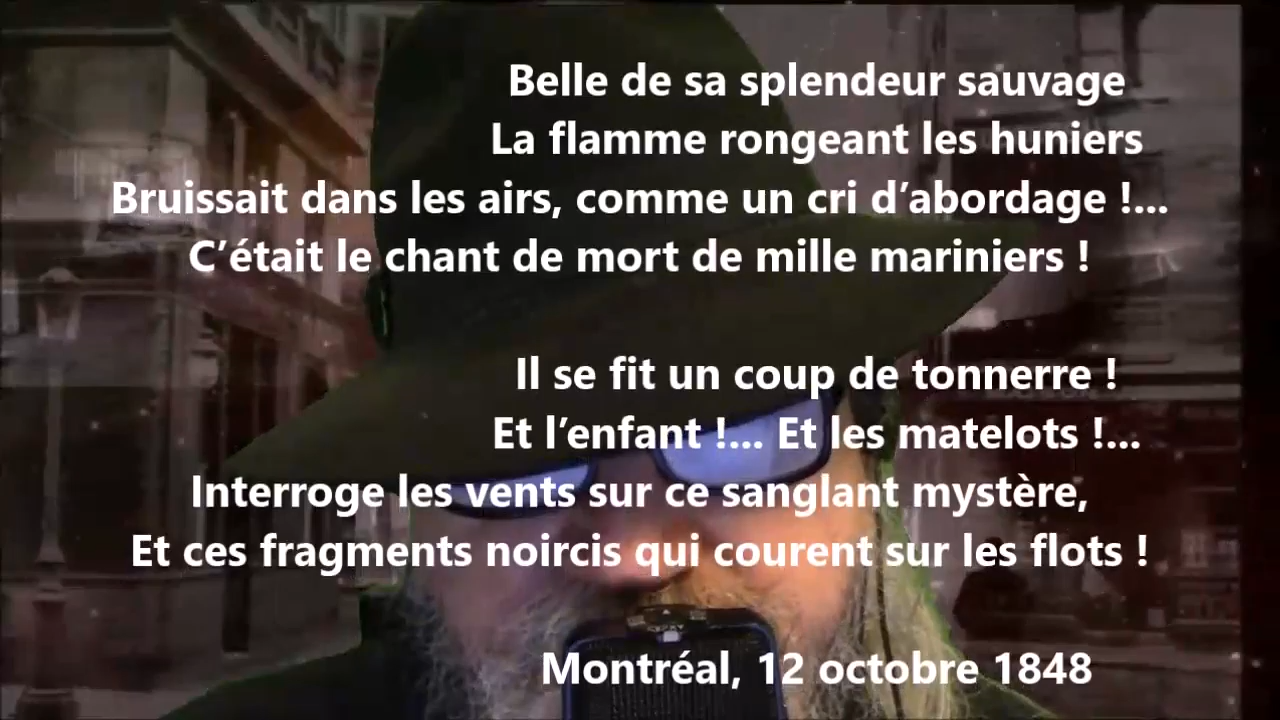 Belle de sa splendeur sauvage
La flamme rongeant les huniers
Bruissait dans les airs, comme un cri d’abordage !...
C’était le chant de mort de mille mariniers !
Il se fit un coup de tonnerre !
Et l’enfant !... Et les matelots !...
Interroge les vents sur ce sanglant mystère,
Et ces fragments noircis qui courent sur les flots !
Montréal, 12 octobre 1848